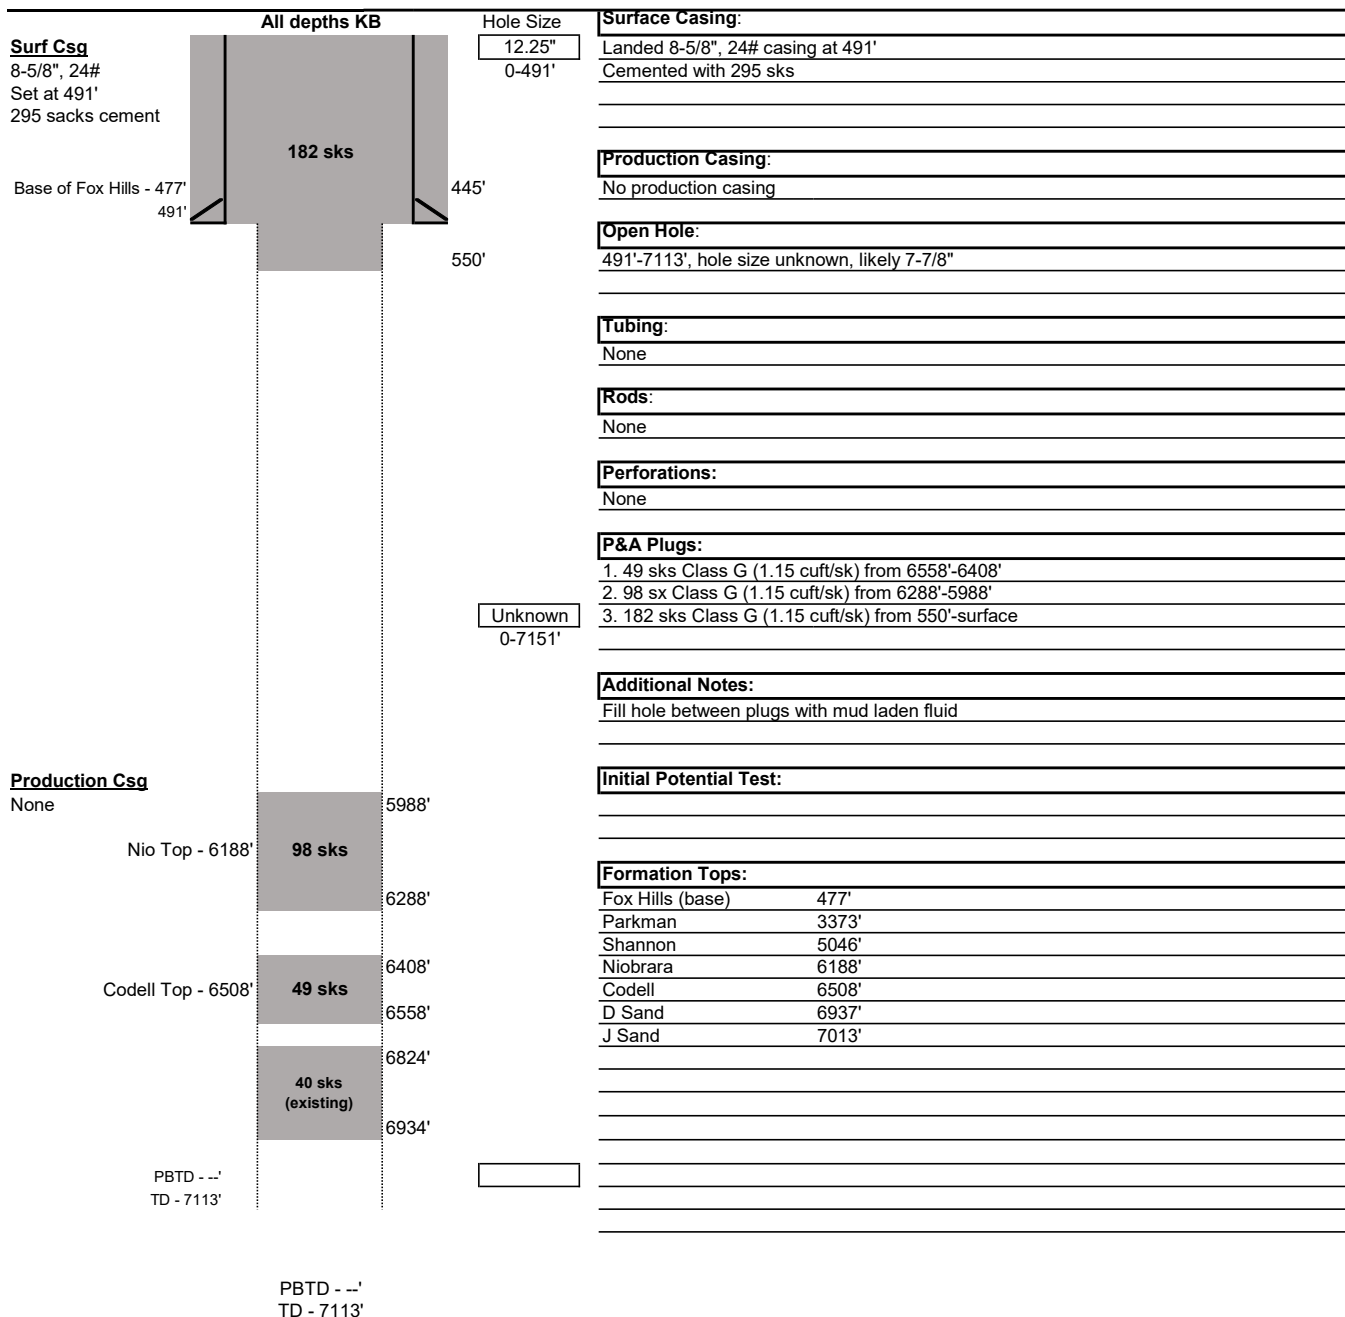 All depths KB
Hole Size
Surf Csg
8-5/8", 24#
Set at 491'
295 sacks cement
12.25"
0-491'
182 sks
Base of Fox Hills - 477'
491'
445'
550'
Unknown
0-7151'
Production Csg
None
5988'
Nio Top - 6188'
98 sks
6288'
6408'
Codell Top - 6508'
49 sks
6558'
6824'
40 sks
(existing)
6934'
PBTD - --'
TD - 7113'
PBTD - --'
TD - 7113'
Surface Casing:
Landed 8-5/8", 24# casing at 491'
Cemented with 295 sks
Production Casing:
No production casing
Open Hole:
491'-7113', hole size unknown, likely 7-7/8"
Tubing:
None
Rods:
None
Perforations:
None
P&A Plugs:
1. 49 sks Class G (1.15 cuft/sk) from 6558'-6408'
2. 98 sx Class G (1.15 cuft/sk) from 6288'-5988'
3. 182 sks Class G (1.15 cuft/sk) from 550'-surface
Additional Notes:
Fill hole between plugs with mud laden fluid
Initial Potential Test:
Formation Tops:
Fox Hills (base) 477'
Parkman 3373'
Shannon 5046'
Niobrara 6188'
Codell 6508'
D Sand 6937'
J Sand 7013'